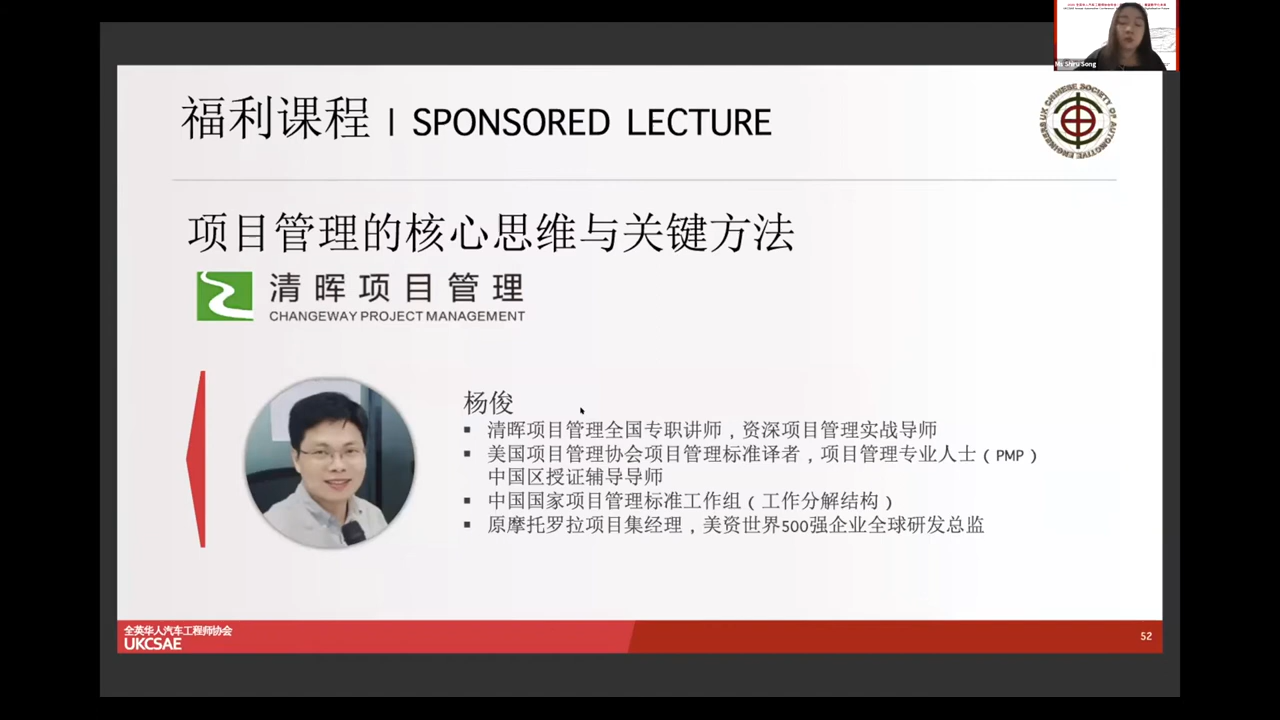 Ms Shiru Song
福利课程 | SPONSORED LECTURE
UK CHINESE SOCIETY OF AUTOMOTIVE ENGINEERS
项目管理的核心思维与关键方法
清晖项目管理
CHANGEWAY PROJECT MANAGEMENT
杨俊
▪ 清晖项目管理全国专职讲师，资深项目管理实战导师
▪ 美国项目管理协会项目管理标准译者，项目管理专业人士（PMP）
中国区授证辅导导师
▪ 中国国家项目管理标准工作组（工作分解结构）
▪ 原摩托罗拉项目集经理，美资世界500强企业全球研发总监
全英华人汽车工程师协会
UKCSAE
52